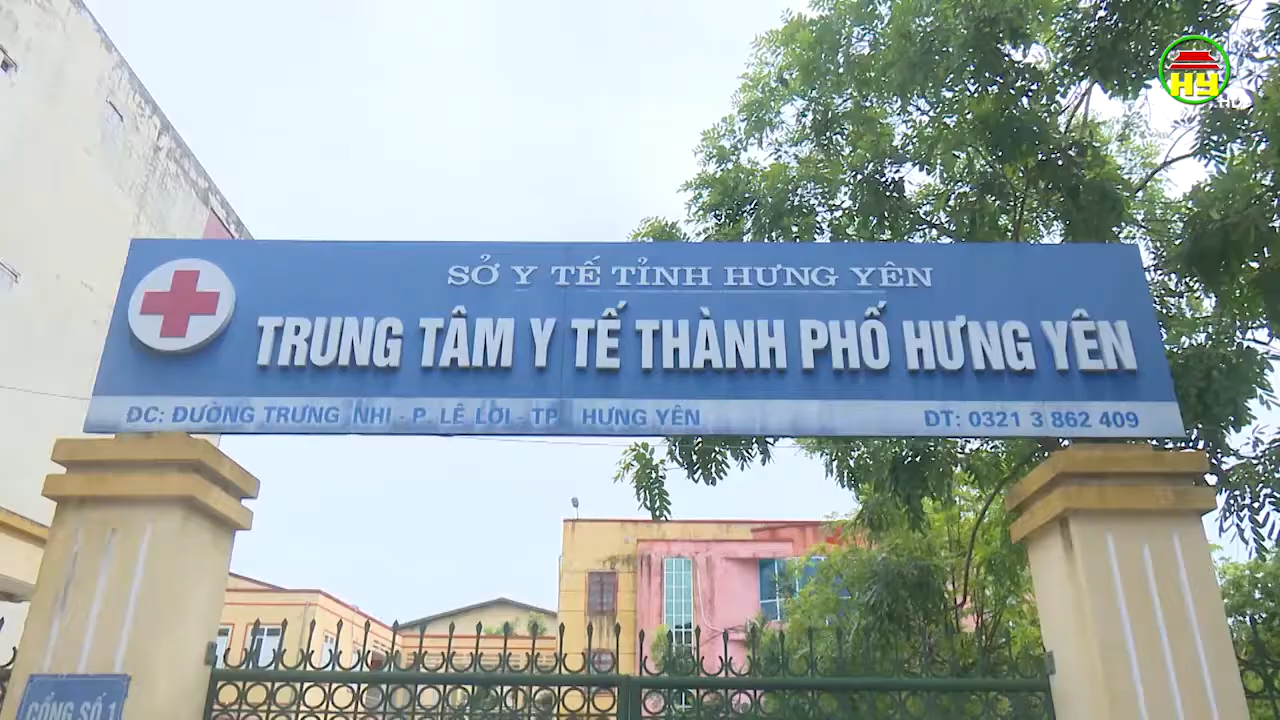 HY
SỞ Y TẾ TỈNH HƯNG YÊN
TRUNG TÂM Y TẾ THÀNH PHỐ HƯNG YÊN
ĐC: ĐƯỜNG TRƯNG NHỊ - P. LÊ LỢI - TP HƯNG YÊN
ĐT: 0321 3 862 409
CỔNG SỐ 1